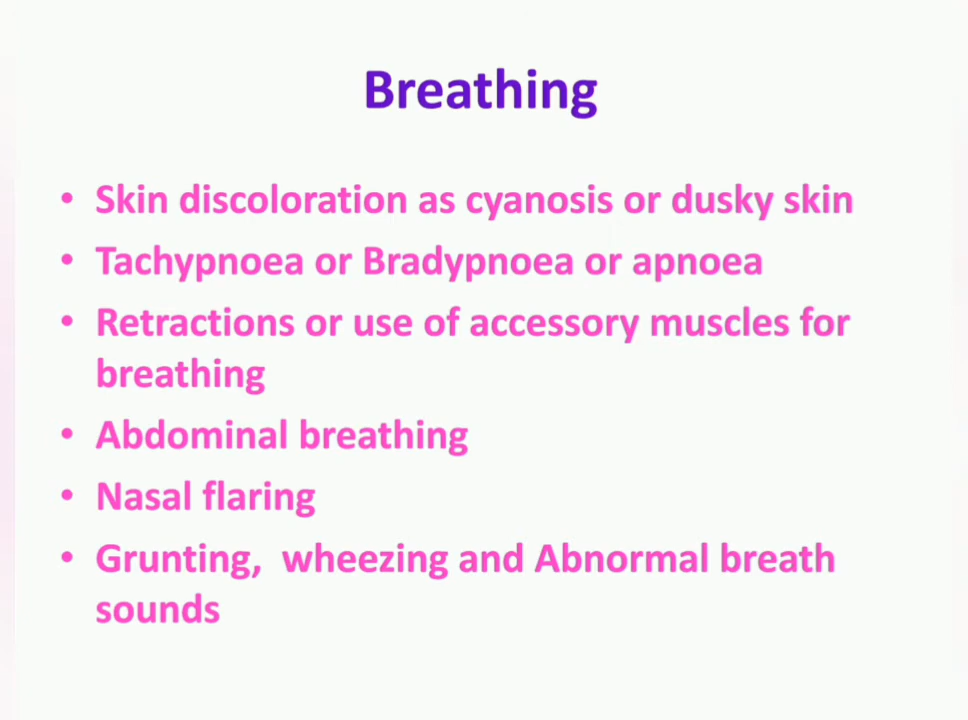 Breathing
• Skin discoloration as cyanosis or dusky skin
• Tachypnoea or Bradypnoea or apnoea
• Retractions or use of accessory muscles for
breathing
• Abdominal breathing
• Nasal flaring
• Grunting,  wheezing and Abnormal breath
sounds